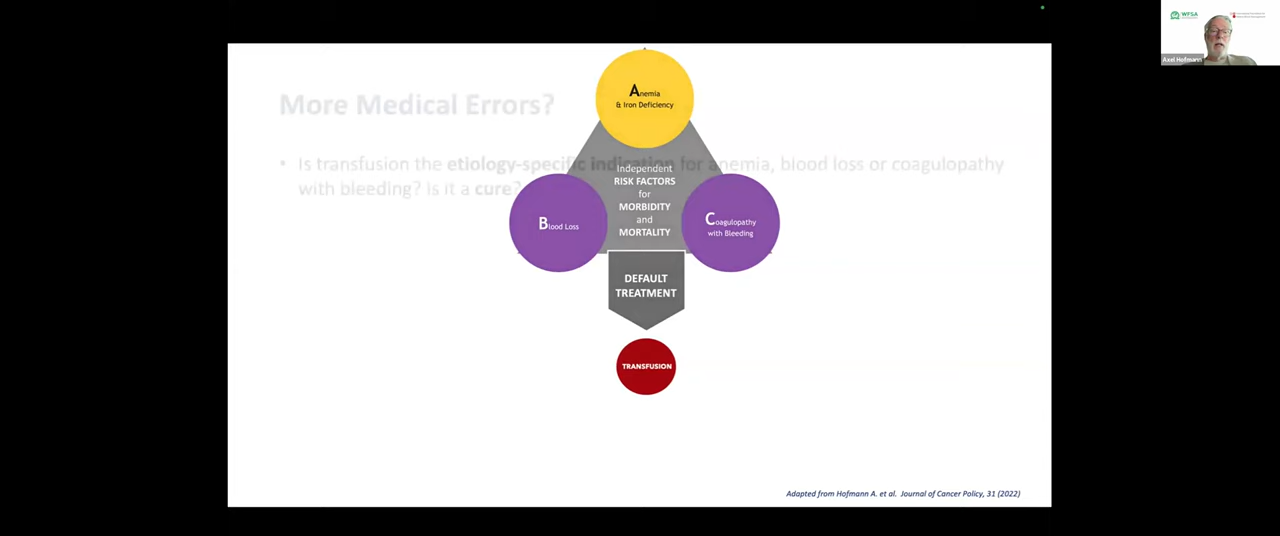 WFSA
Axel Hofmann
More Medical Errors?
• Is transfusion the etiology-specific indication for anemia, blood loss or coagulopathy
with bleeding? Is it a cure?
Anemia
& Iron Deficiency
Independent
RISK FACTORS
for
MORBIDITY
and
MORTALITY
Blood Loss
Coagulopathy
with Bleeding
DEFAULT
TREATMENT
TRANSFUSION
Adapted from Hofmann A. et al. Journal of Cancer Policy, 31 (2022)